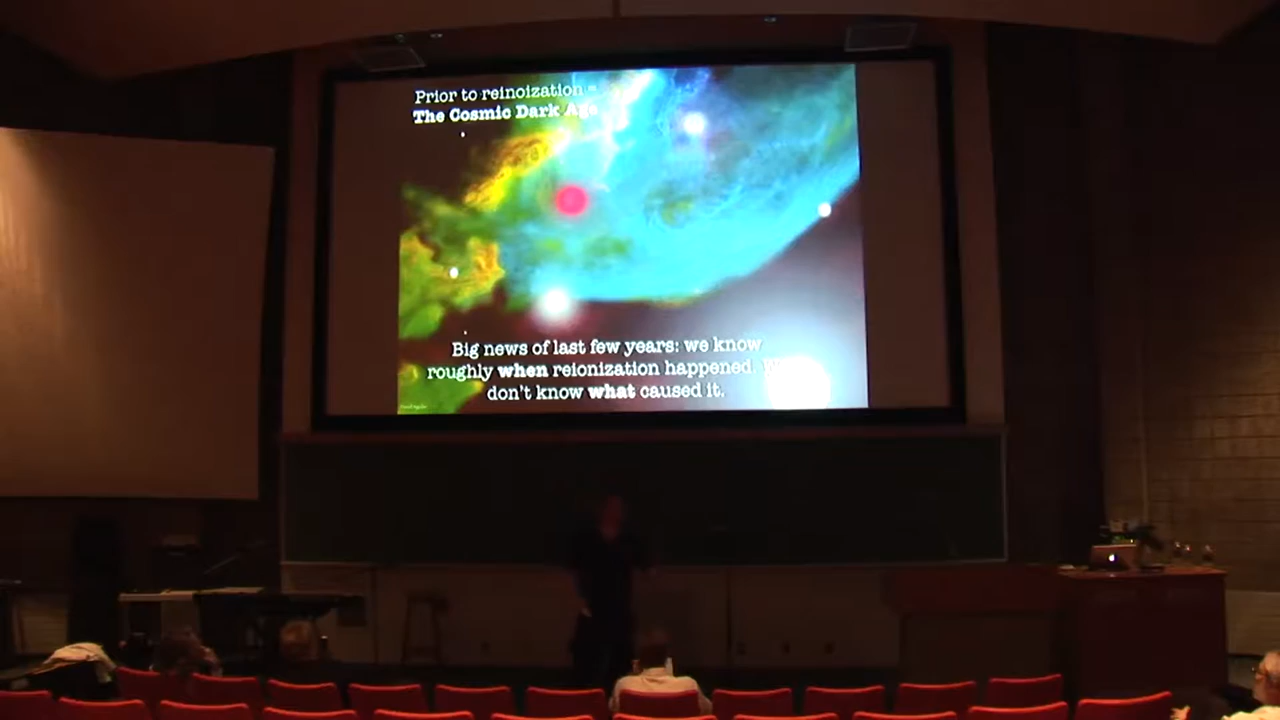 Prior to reinoization -
The Cosmic Dark Age
Big news of last few years: we know
roughly when reionization happened.
don't know what caused it.